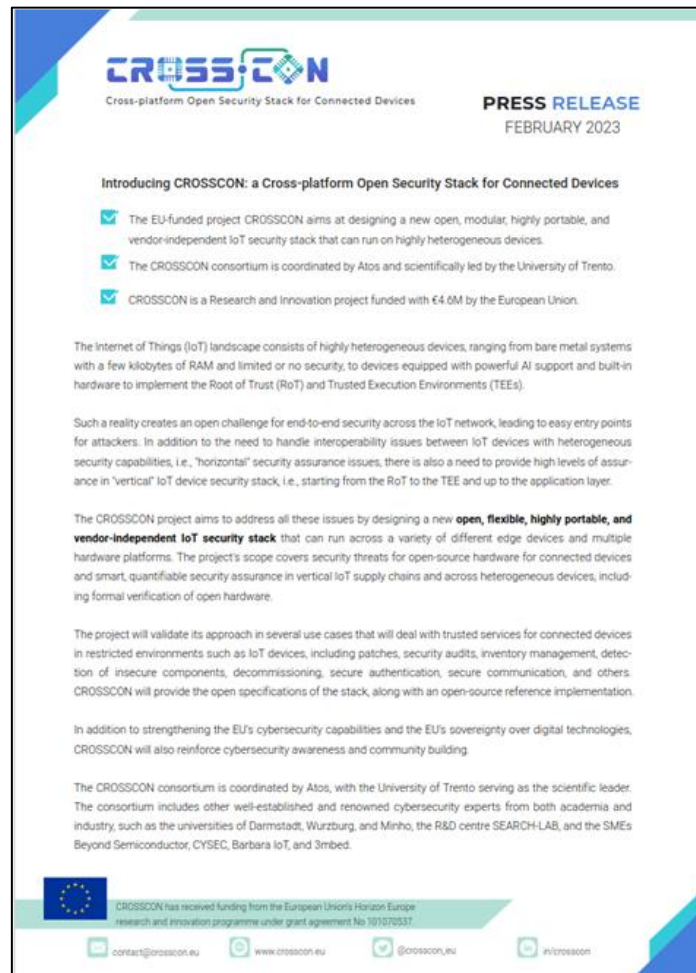 CROSSCON
Cross-platform Open Security Stack for Connected Devices
PRESS RELEASE
FEBRUARY 2023
Introducing CROSSCON: a Cross-platform Open Security Stack for Connected Devices
The EU-funded project CROSSCON aims at designing a new open, modular, highly portable, and
vendor-independent IoT security stack that can run on highly heterogeneous devices.
The CROSSCON consortium is coordinated by Atos and scientifically led by the University of Trento.
CROSSCON is a Research and Innovation project funded with €4.6M by the European Union.
The Internet of Things (IoT) landscape consists of highly heterogeneous devices, ranging from bare metal systems
with a few kilobytes of RAM and limited or no security, to devices equipped with powerful AI support and built-in
hardware to implement the Root of Trust (RoT) and Trusted Execution Environments (TEEs).
Such a reality creates an open challenge for end-to-end security across the IoT network, leading to easy entry points
for attackers. In addition to the need to handle interoperability issues between IoT devices with heterogeneous
security capabilities, i.e., "horizontal" security assurance issues, there is also a need to provide high levels of assur-
ance in "vertical" IoT device security stack, i.e., starting from the RoT to the TEE and up to the application layer.
The CROSSCON project aims to address all these issues by designing a new open, flexible, highly portable, and
vendor-independent IoT security stack that can run across a variety of different edge devices and multiple
hardware platforms. The project's scope covers security threats for open-source hardware for connected devices
and smart, quantifiable security assurance in vertical IoT supply chains and across heterogeneous devices, includ-
ing formal verification of open hardware.
The project will validate its approach in several use cases that will deal with trusted services for connected devices
in restricted environments such as IoT devices, including patches, security audits, inventory management, detec-
tion of insecure components, decommissioning, secure authentication, secure communication, and others.
CROSSCON will provide the open specifications of the stack, along with an open-source reference implementation.
In addition to strengthening the EU's cybersecurity capabilities and the EU's sovereignty over digital technologies,
CROSSCON will also reinforce cybersecurity awareness and community building.
The CROSSCON consortium is coordinated by Atos, with the University of Trento serving as the scientific leader.
The consortium includes other well-established and renowned cybersecurity experts from both academia and
industry, such as the universities of Darmstadt, Wurzburg, and Minho, the R&D centre SEARCH-LAB, and the SMEs
Beyond Semiconductor, CYSEC, Barbara IoT, and 3mbed.
CROSSCON has received funding from the European Union's Horizon Europe
research and innovation programme under grant agreement No 101070537
contact@crosscon.eu
www.crosscon.eu
@crosscon_eu
in/crosscon